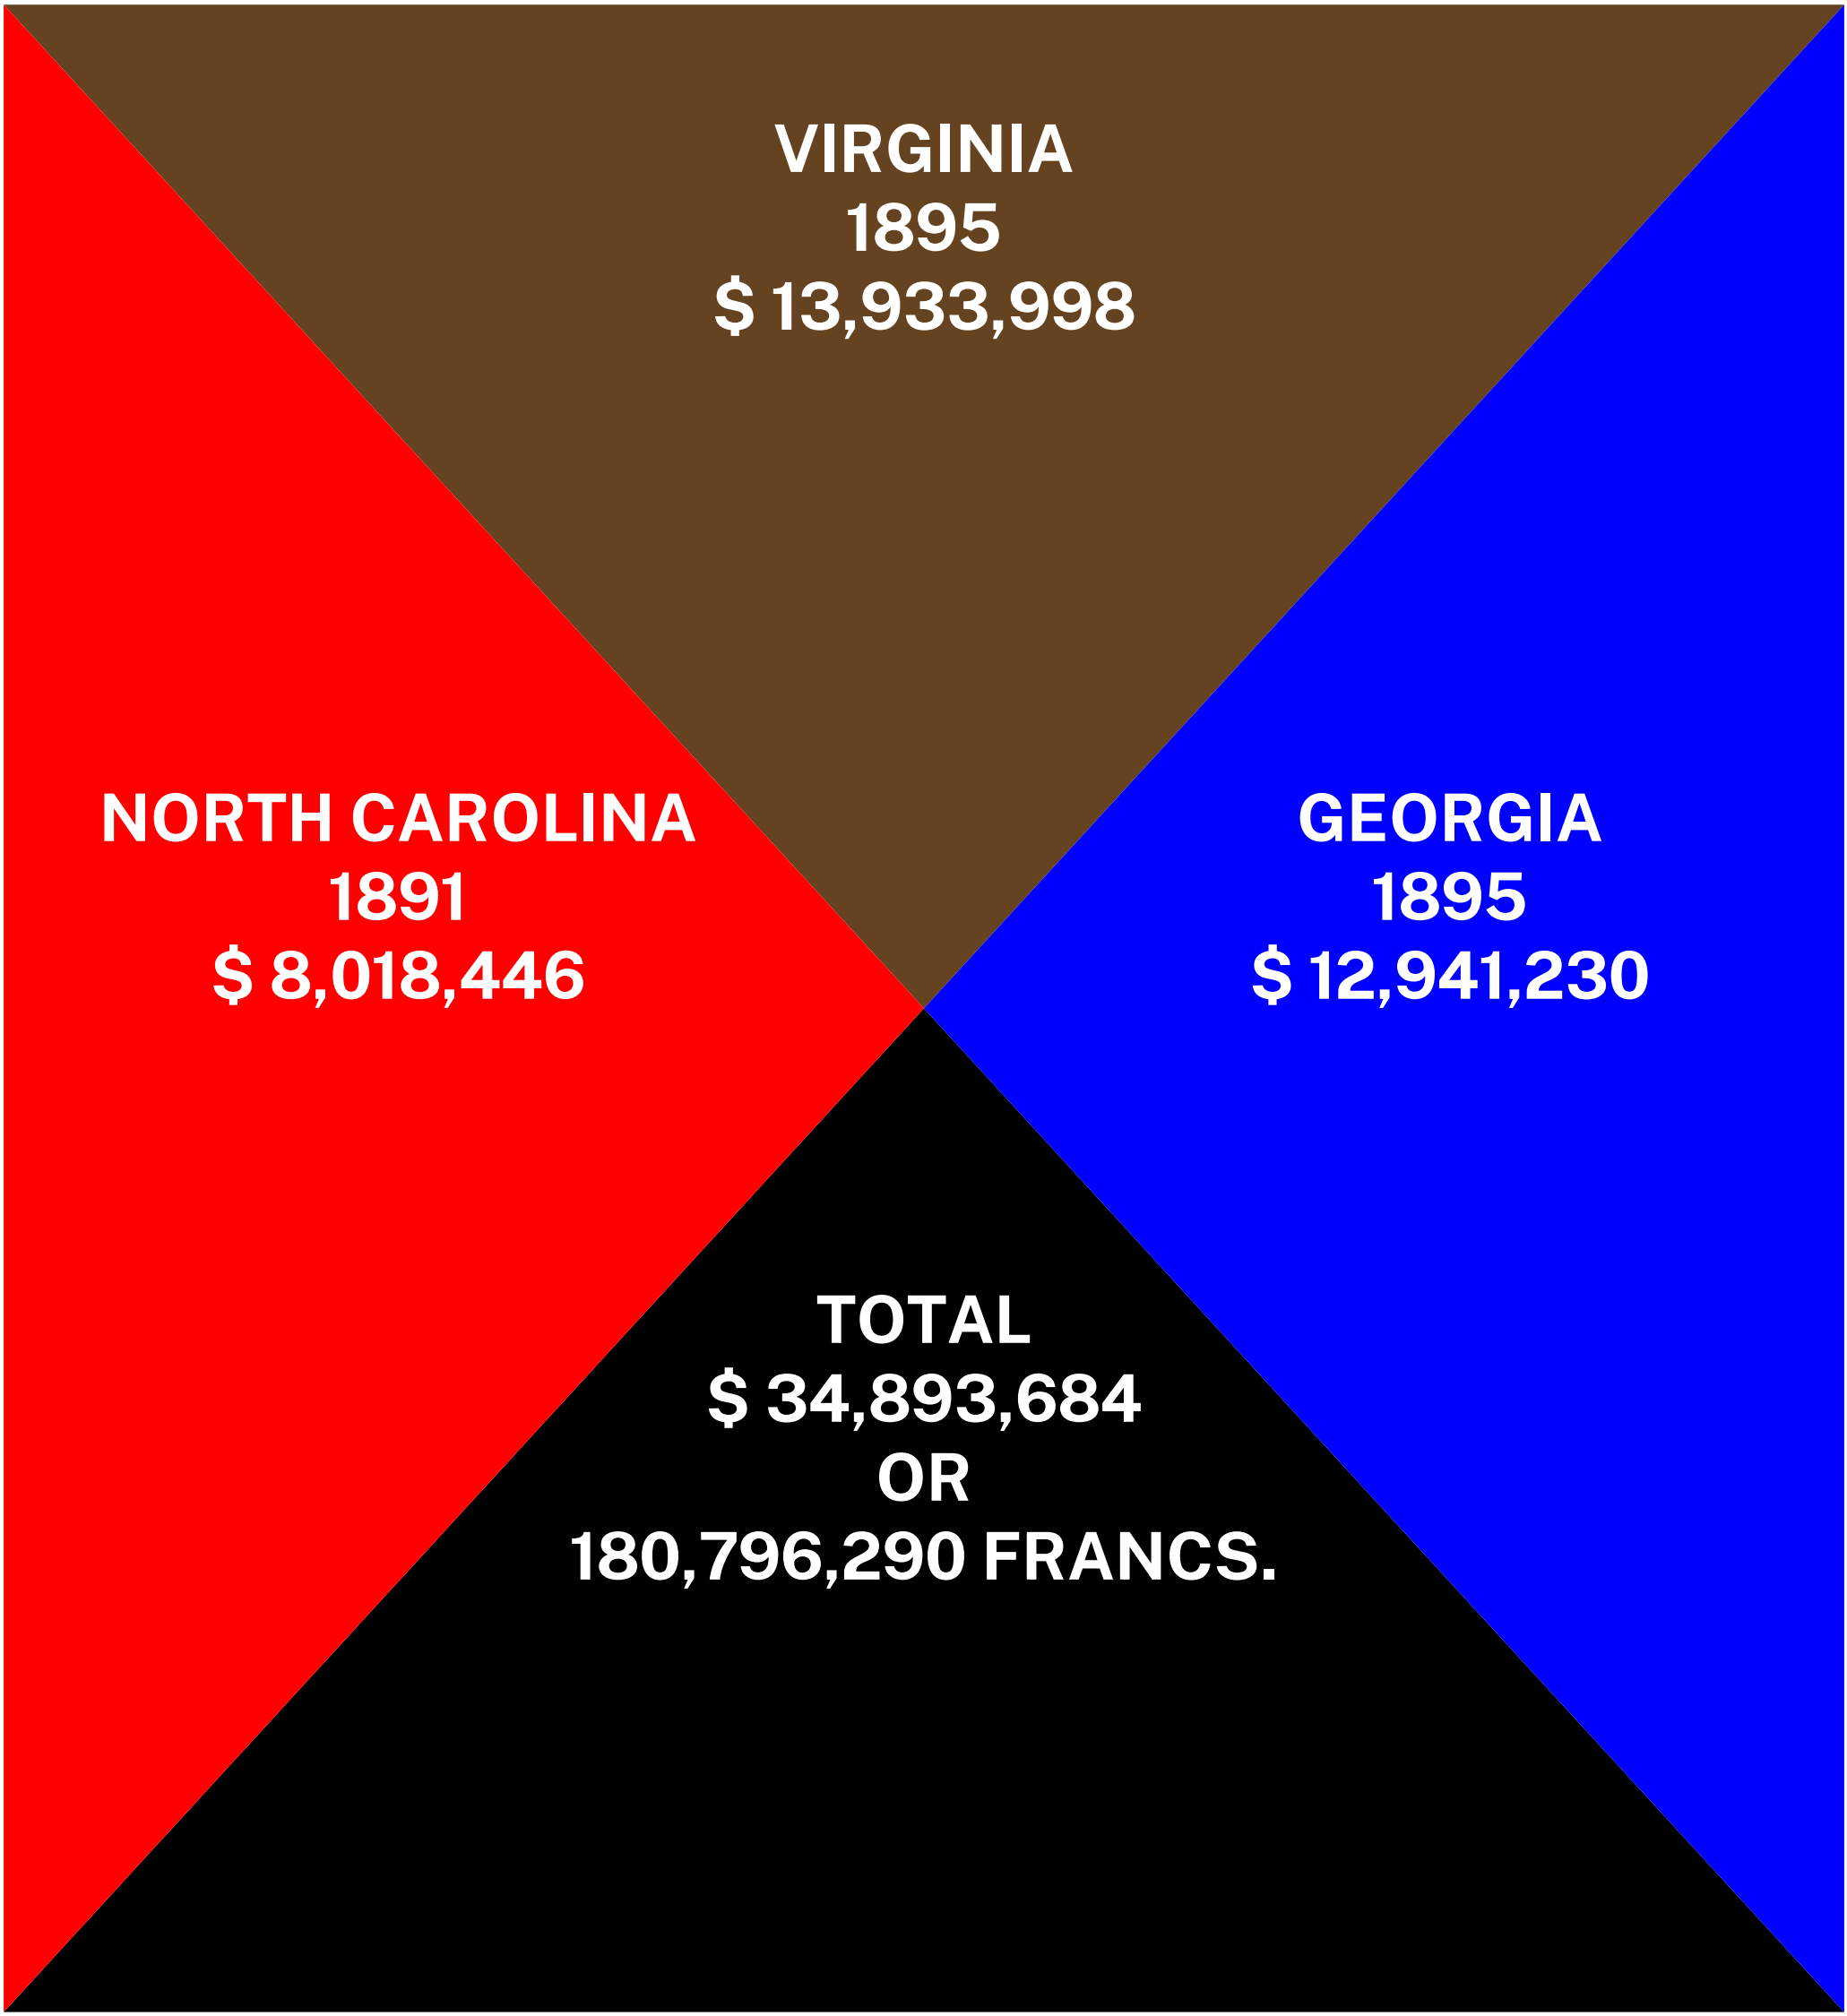 VIRGINIA
1895
$ 13,933,998
NORTH CAROLINA
1891
$ 8,018,446
GEORGIA
1895
$ 12,941,230
TOTAL
$ 34,893,684
OR
180,796,290 FRANCS.